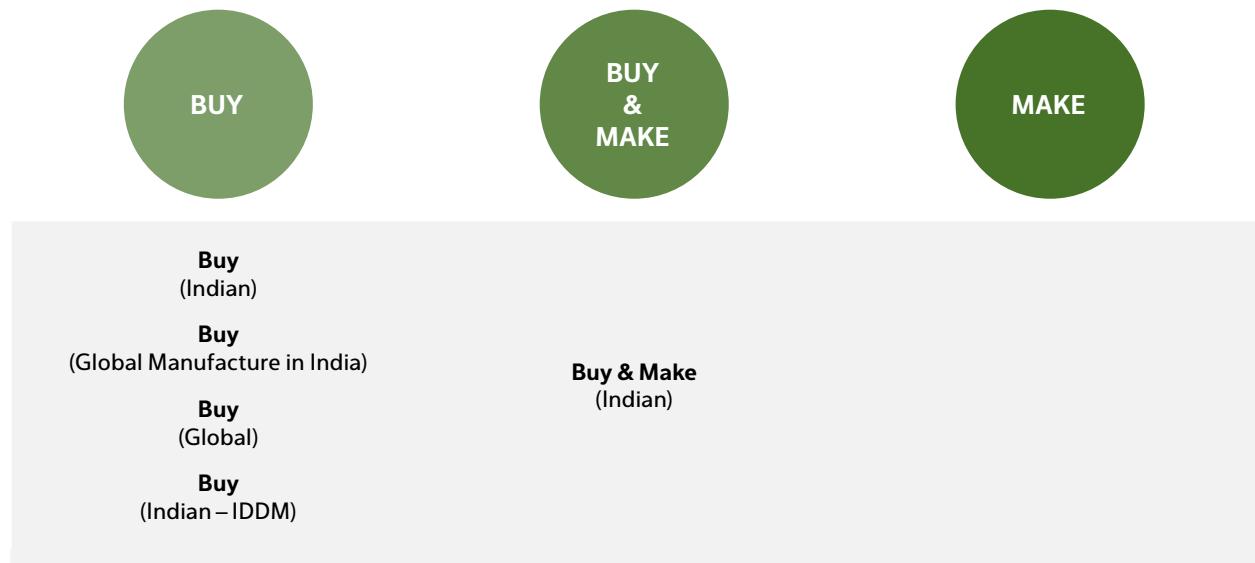 BUY
BUY
&
MAKE
MAKE
Buy
(Indian)
Buy
(Global Manufacture in India)
Buy
(Global)
Buy
(Indian – IDDM)
Buy & Make
(Indian)